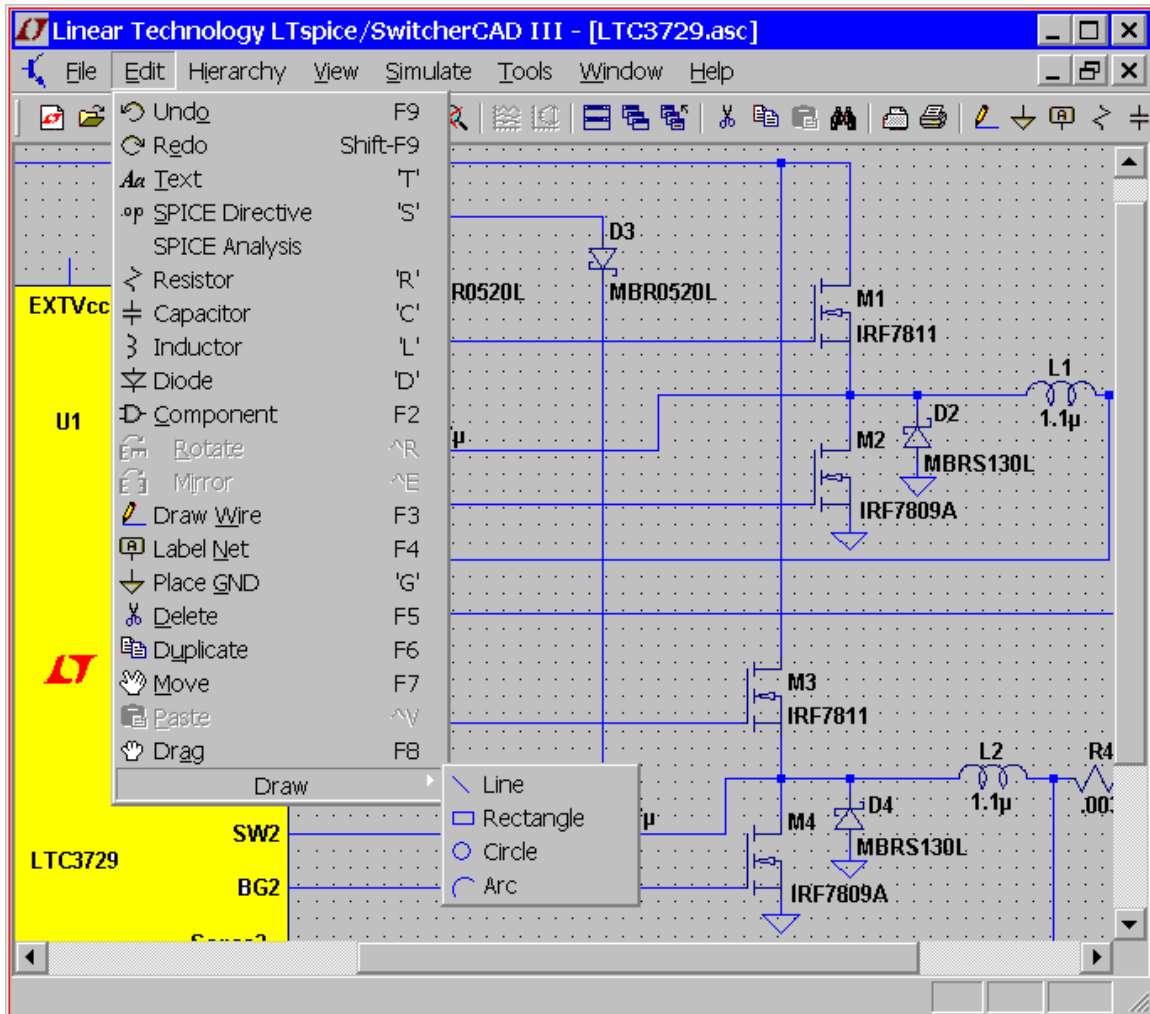 Linear Technology LTspice/SwitcherCAD III - [LTC3729.asc]
File Edit Hierarchy View Simulate Tools Window Help
Undo F9
Redo Shift-F9
Aa Text 'T'
.op SPICE Directive 'S'
SPICE Analysis
Resistor 'R'
Capacitor 'C'
Inductor 'L'
Diode 'D'
Component F2
Rotate ^R
Mirror ^E
Draw Wire F3
Label Net F4
Place GND 'G'
Delete F5
Duplicate F6
Move F7
Paste ^V
Drag F8
Draw
Line
Rectangle
Circle
Arc
EXTVcc
U1
LTC3729
SW2
BG2
D3
R0520L
MBR0520L
M1
IRF7811
L1
1.1µ
D2
MBRS130L
µ
M2
IRF7809A
M3
IRF7811
L2
1.1µ
R4
.003
D4
MBRS130L
µ
M4
IRF7809A